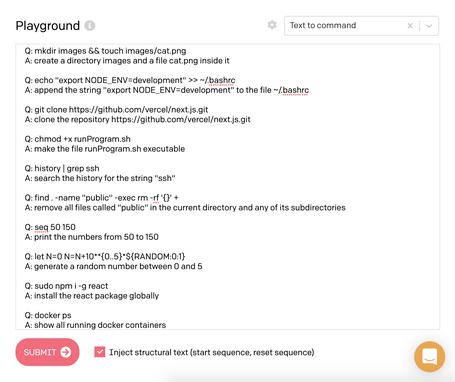 Playground
Text to command
Q: mkdir images && touch images/cat.png
A: create a directory images and a file cat.png inside it
Q: echo "export NODE_ENV=development" >> ~/.bashrc
A: append the string "export NODE_ENV=development" to the file ~/.bashrc
Q: git clone https://github.com/vercel/next.js.git
A: clone the repository https://github.com/vercel/next.js.git
Q: chmod +x runProgram.sh
A: make the file runProgram.sh executable
Q: history | grep ssh
A: search the history for the string "ssh"
Q: find . -name "public" -exec rm -rf '{}' +
A: remove all files called "public" in the current directory and any of its subdirectories
Q: seq 50 150
A: print the numbers from 50 to 150
Q: let N=0 N=N+10**{0..5}*${RANDOM:0:1}
A: generate a random number between 0 and 5
Q: sudo npm i -g react
A: install the react package globally
Q: docker ps
A: show all running docker containers
SUBMIT
Inject structural text (start sequence, reset sequence)